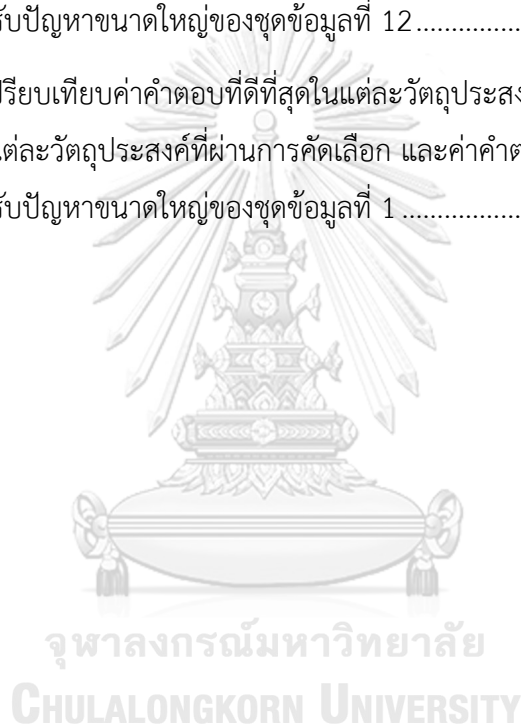 รับปัญหาขนาดใหญ่ของชุดข้อมูลที่ 12................
ปรียบเทียบค่าคำตอบที่ดีที่สุดในแต่ละวัตถุประสง
ต่ละวัตถุประสงค์ที่ผ่านการคัดเลือก และค่าคำต
รับปัญหาขนาดใหญ่ของชุดข้อมูลที่ 1..................
จุฬาลงกรณ์มหาวิทยาลัย
CHULALONGKORN UNIVERSITY